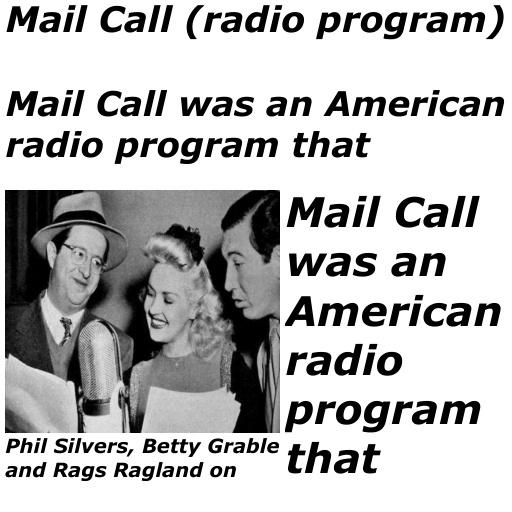 Mail Call (radio program)
Mail Call was an American
radio program that
Mail Call
was an
American
radio
program
that
Phil Silvers, Betty Grable
and Rags Ragland on